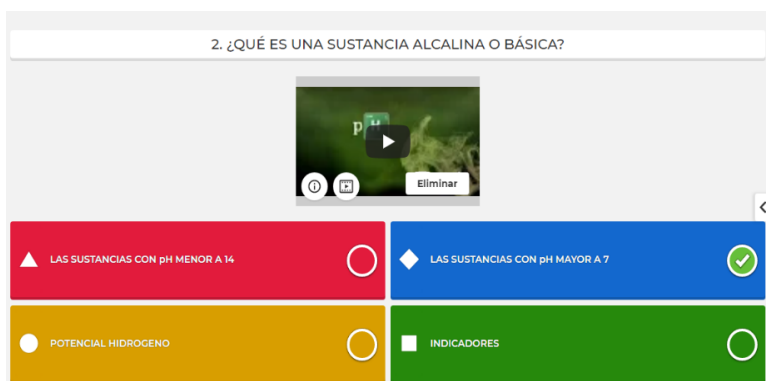 2. ¿QUÉ ES UNA SUSTANCIA ALCALINA O BÁSICA?
pH
Eliminar
LAS SUSTANCIAS CON pH MENOR A 14
LAS SUSTANCIAS CON pH MAYOR A 7
POTENCIAL HIDROGENO
INDICADORES